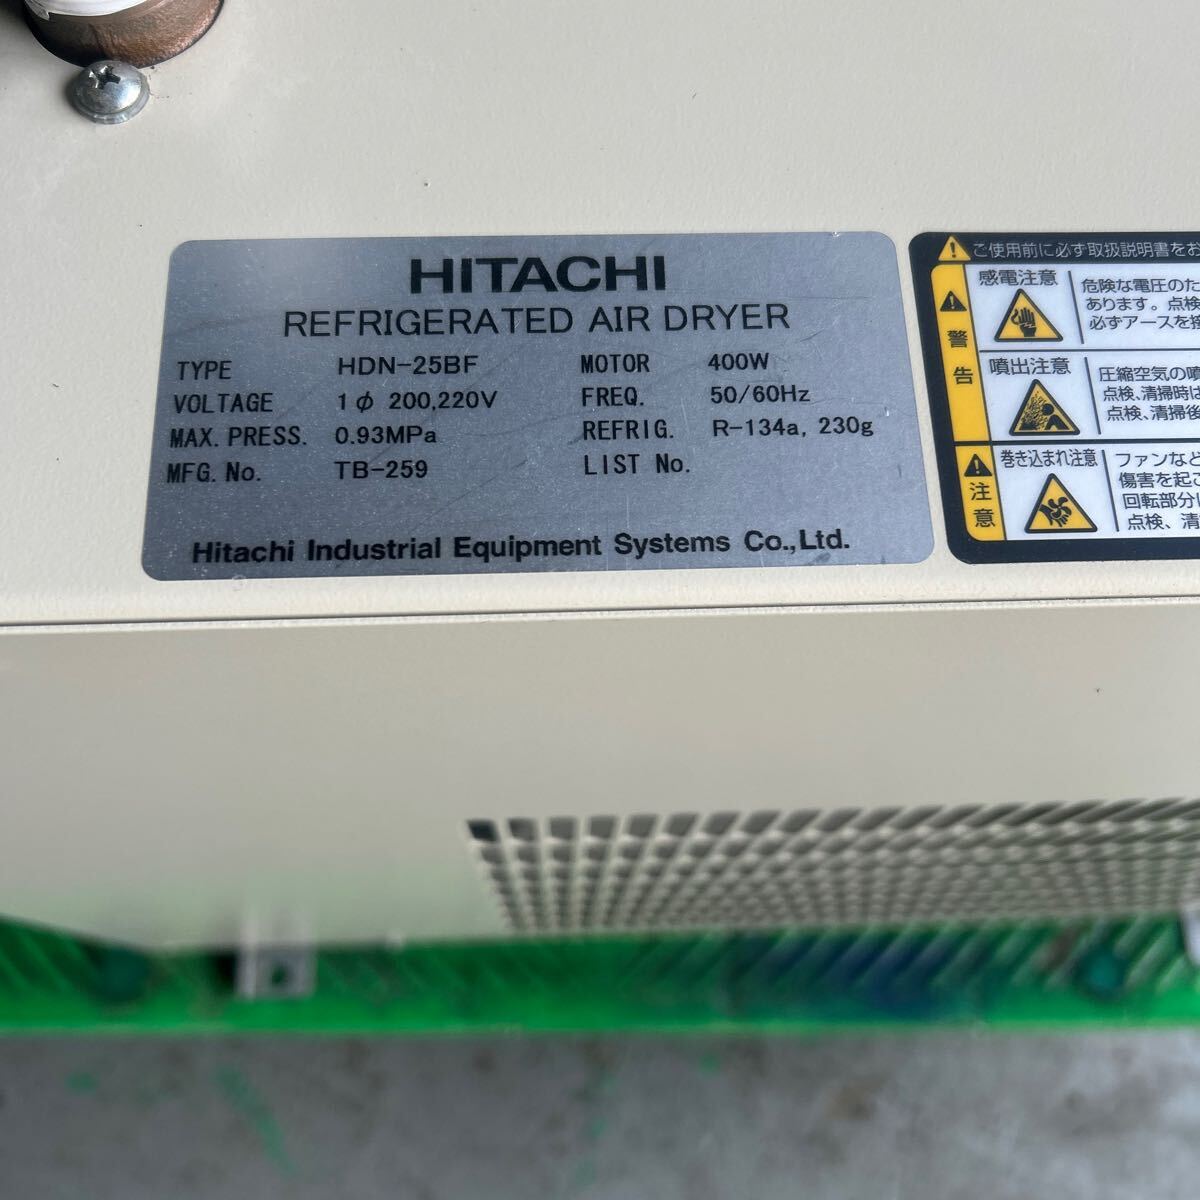 HITACHI
REFRIGERATED AIR DRYER
TYPE HDN-25BF MOTOR 400W
VOLTAGE 1φ 200,220V FREQ. 50/60Hz
MAX. PRESS. 0.93MPa REFRIG. R-134a, 230g
MFG. No. TB-259 LIST No.
Hitachi Industrial Equipment Systems Co.,Ltd.
ご使用前に必ず取扱説明書をお
警告
感電注意
危険な電圧のた
あります。点検
必ずアースを接
噴出注意
圧縮空気の噴
点検、清掃時は
点検、清掃後
注意
巻き込まれ注意
ファンなど
傷害を起こ
回転部分
点検、清